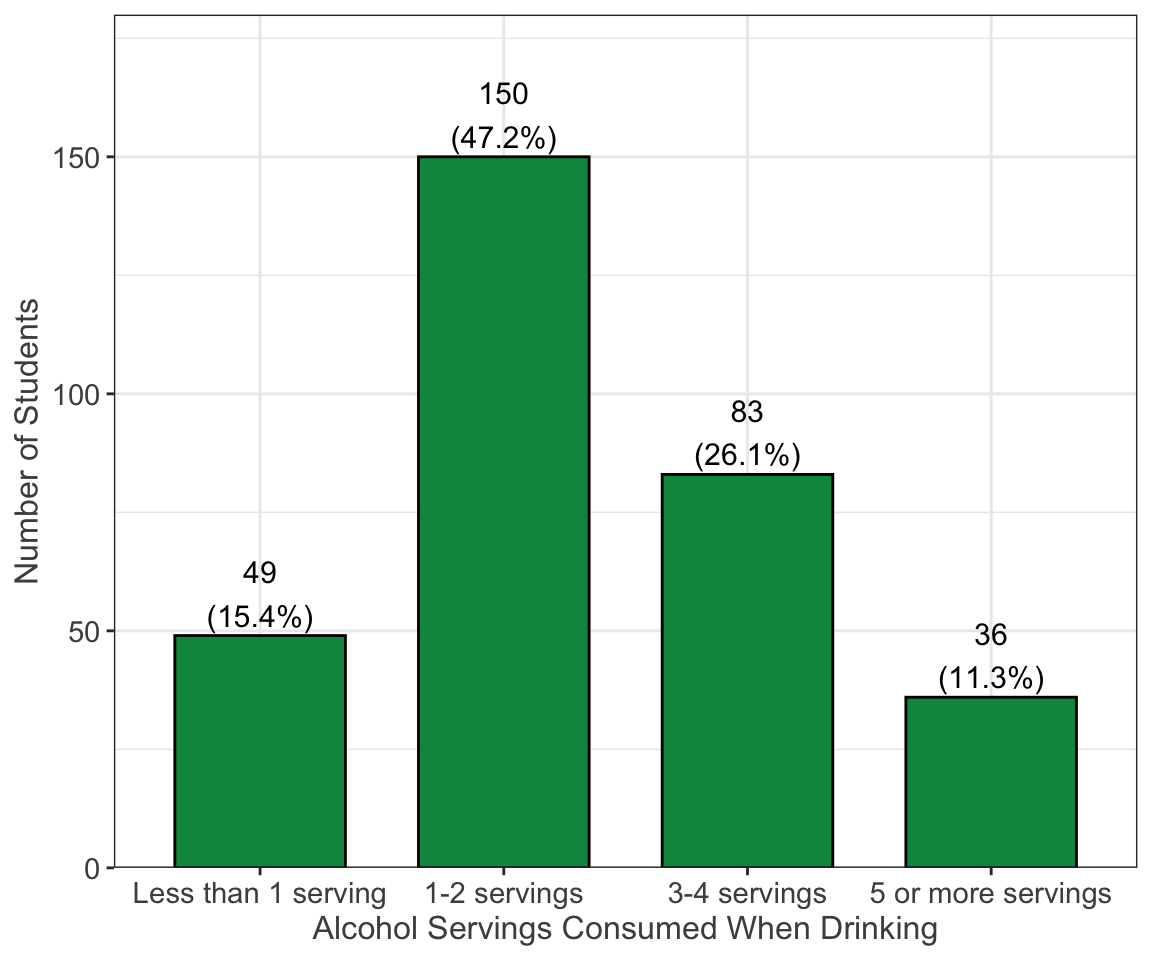 150
(47.2%)
150
83
(26.1%)
100
Number of Students
49
(15.4%)
50
36
(11.3%)
0
Less than 1 serving
1-2 servings
3-4 servings
5 or more servings
Alcohol Servings Consumed When Drinking